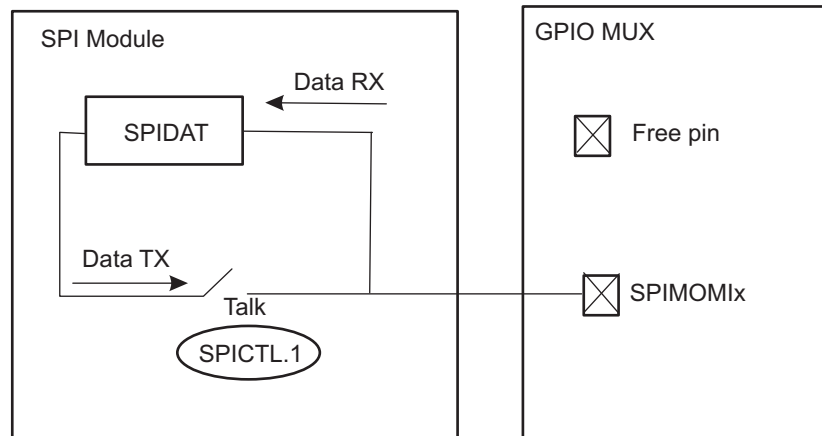 SPI Module
GPIO MUX
Data RX
SPIDAT
Free pin
Data TX
SPIMOMIx
Talk
SPICTL.1